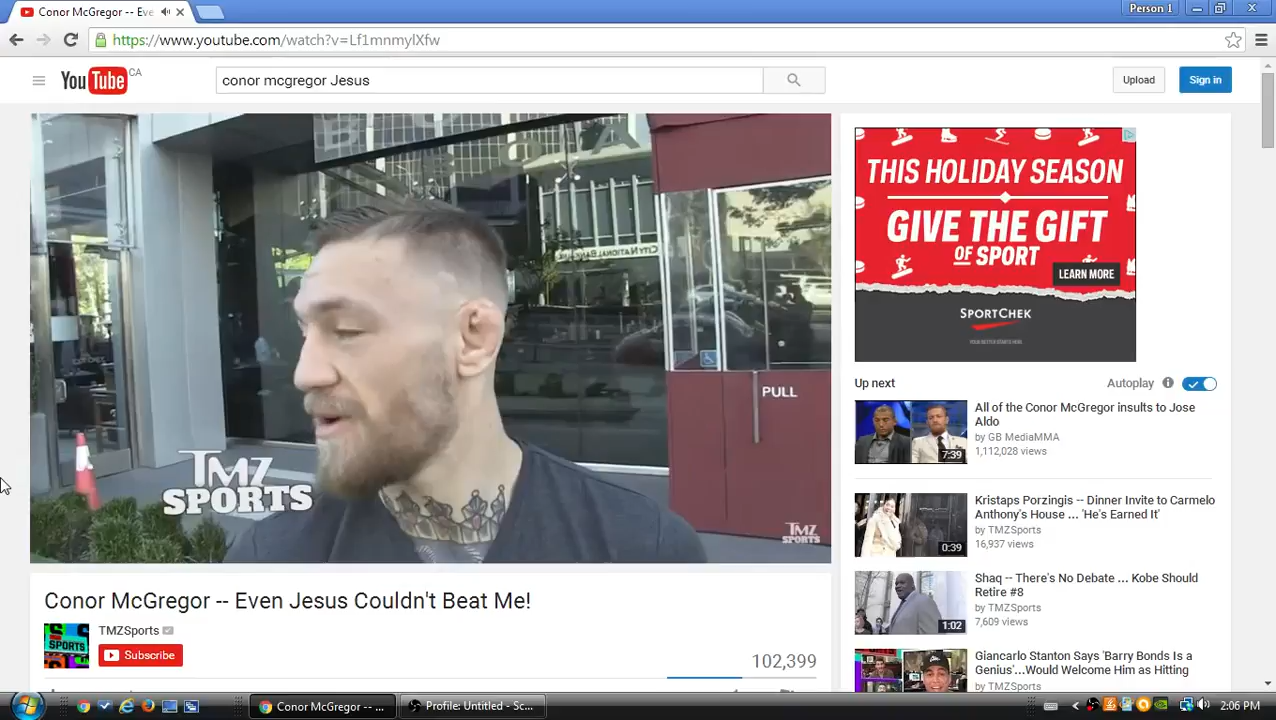 Conor McGregor -- Eve
Person 1
https://www.youtube.com/watch?v=Lf1mnmylXfw
YouTube CA
conor mcgregor Jesus
Upload
Sign in
CITY NATIONAL BANK
PULL
TMZ
SPORTS
TMZ
SPORTS
THIS HOLIDAY SEASON
GIVE THE GIFT
OF SPORT
LEARN MORE
SPORTCHEK
Up next
Autoplay
All of the Conor McGregor insults to Jose
Aldo
by GB MediaMMA
1,112,028 views
7:39
Kristaps Porzingis -- Dinner Invite to Carmelo
Anthony's House ... 'He's Earned It'
by TMZSports
16,937 views
0:39
Shaq -- There's No Debate ... Kobe Should
Retire #8
by TMZSports
7,609 views
1:02
Giancarlo Stanton Says 'Barry Bonds Is a
Genius'...Would Welcome Him as Hitting
by TMZSports
Conor McGregor -- Even Jesus Couldn't Beat Me!
SPORTS
TMZSports
Subscribe
102,399
Conor McGregor -- ...
Profile: Untitled - Sc...
2:06 PM